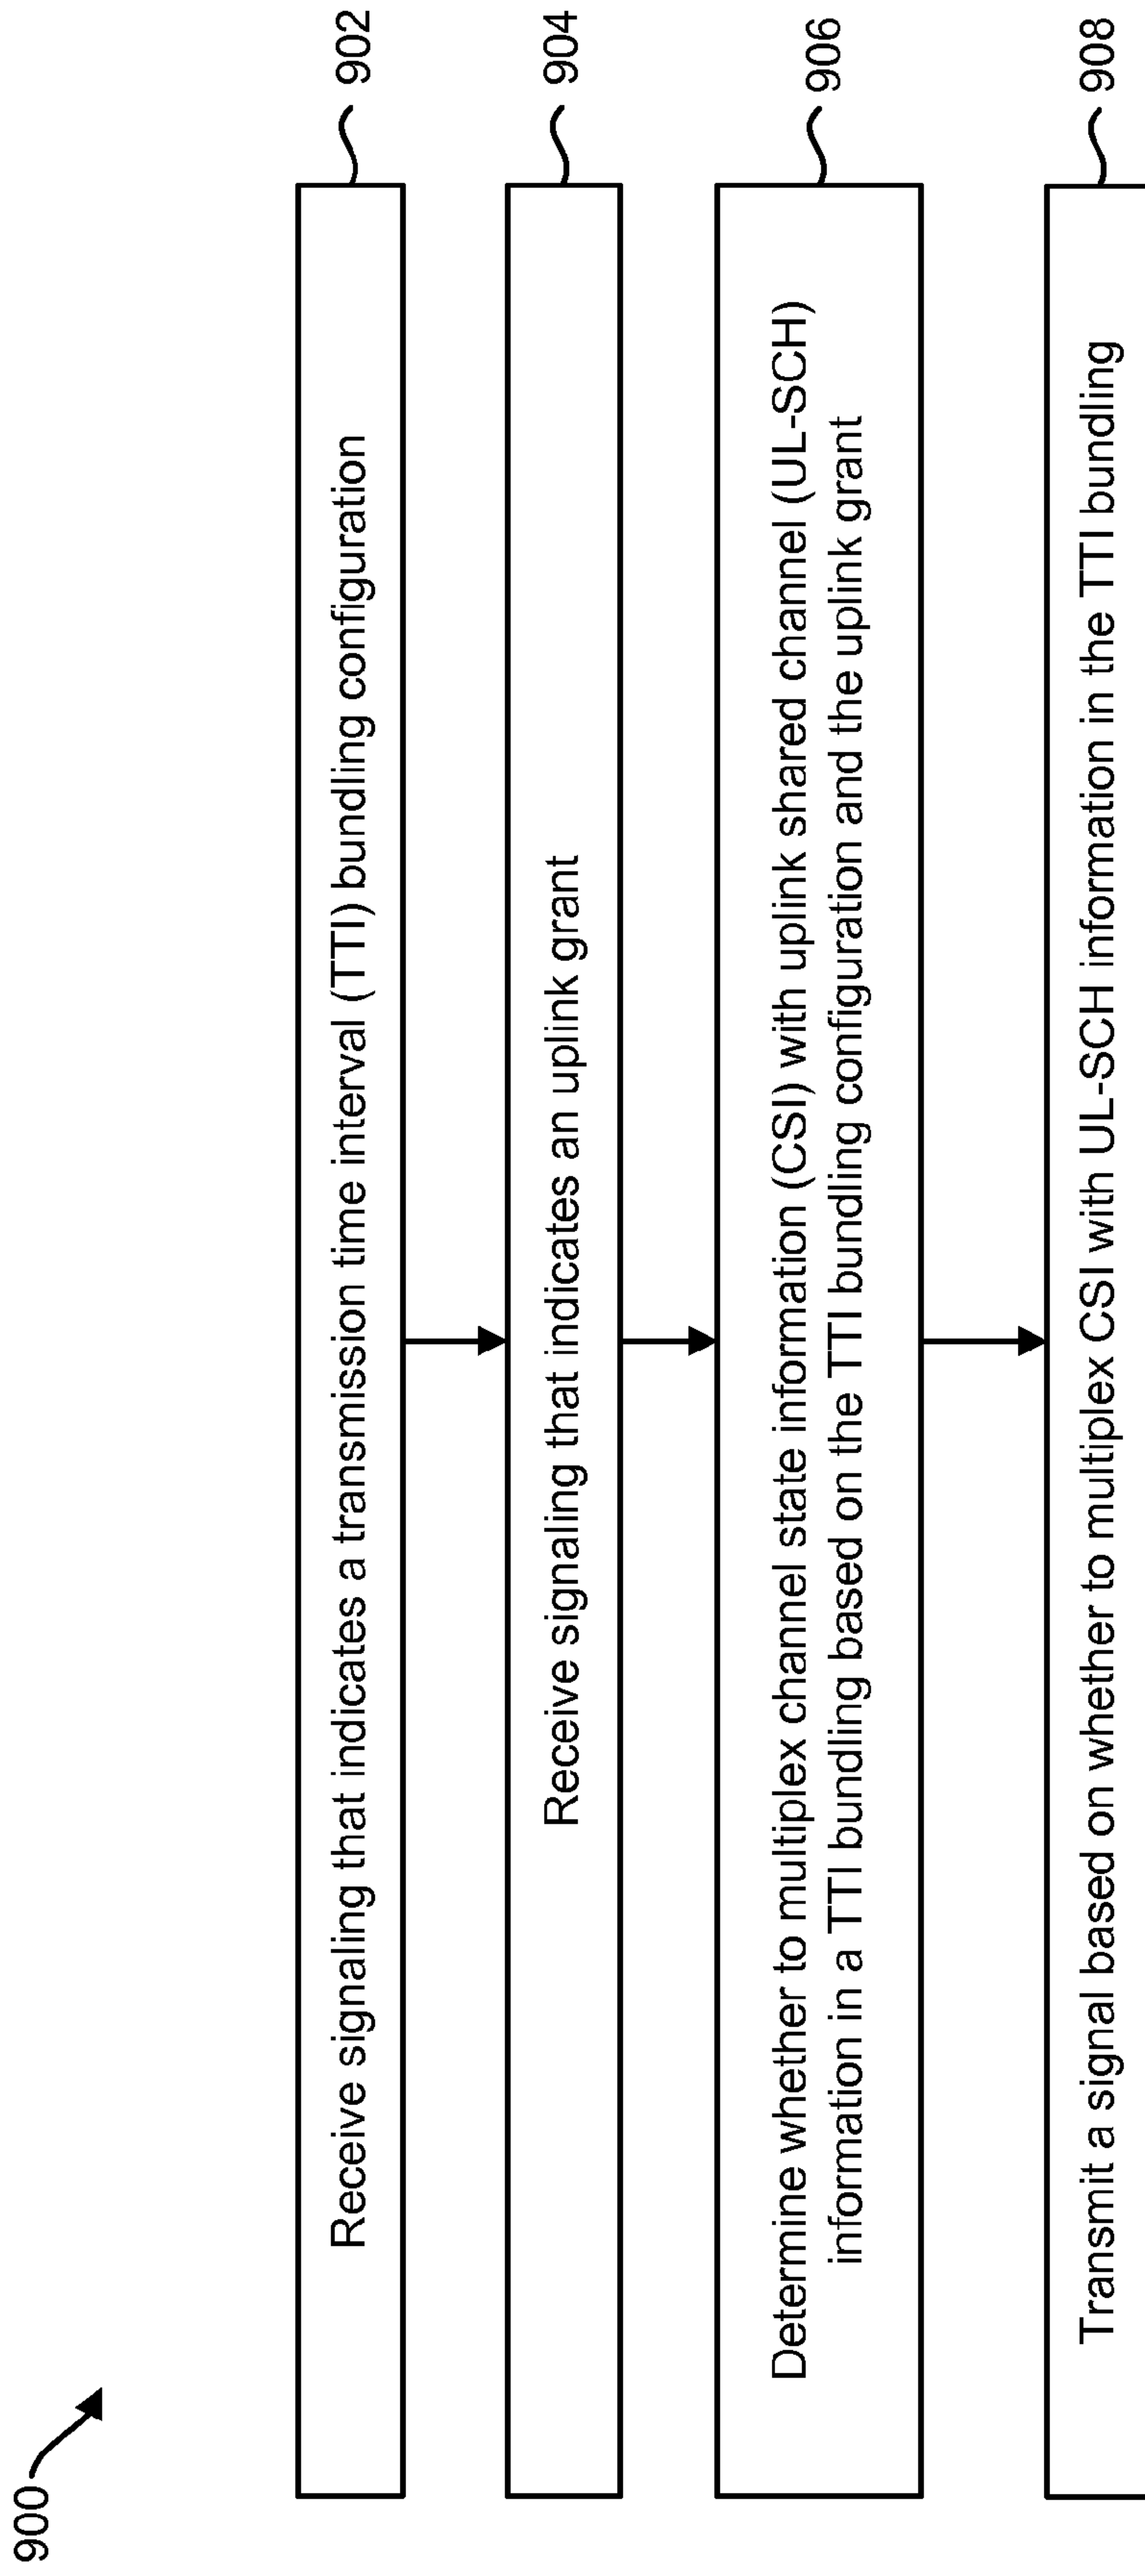 900
Receive signaling that indicates a transmission time interval (TTI) bundling configuration
902
Receive signaling that indicates an uplink grant
904
Determine whether to multiplex channel state information (CSI) with uplink shared channel (UL-SCH)
information in a TTI bundling based on the TTI bundling configuration and the uplink grant
906
Transmit a signal based on whether to multiplex CSI with UL-SCH information in the TTI bundling
908